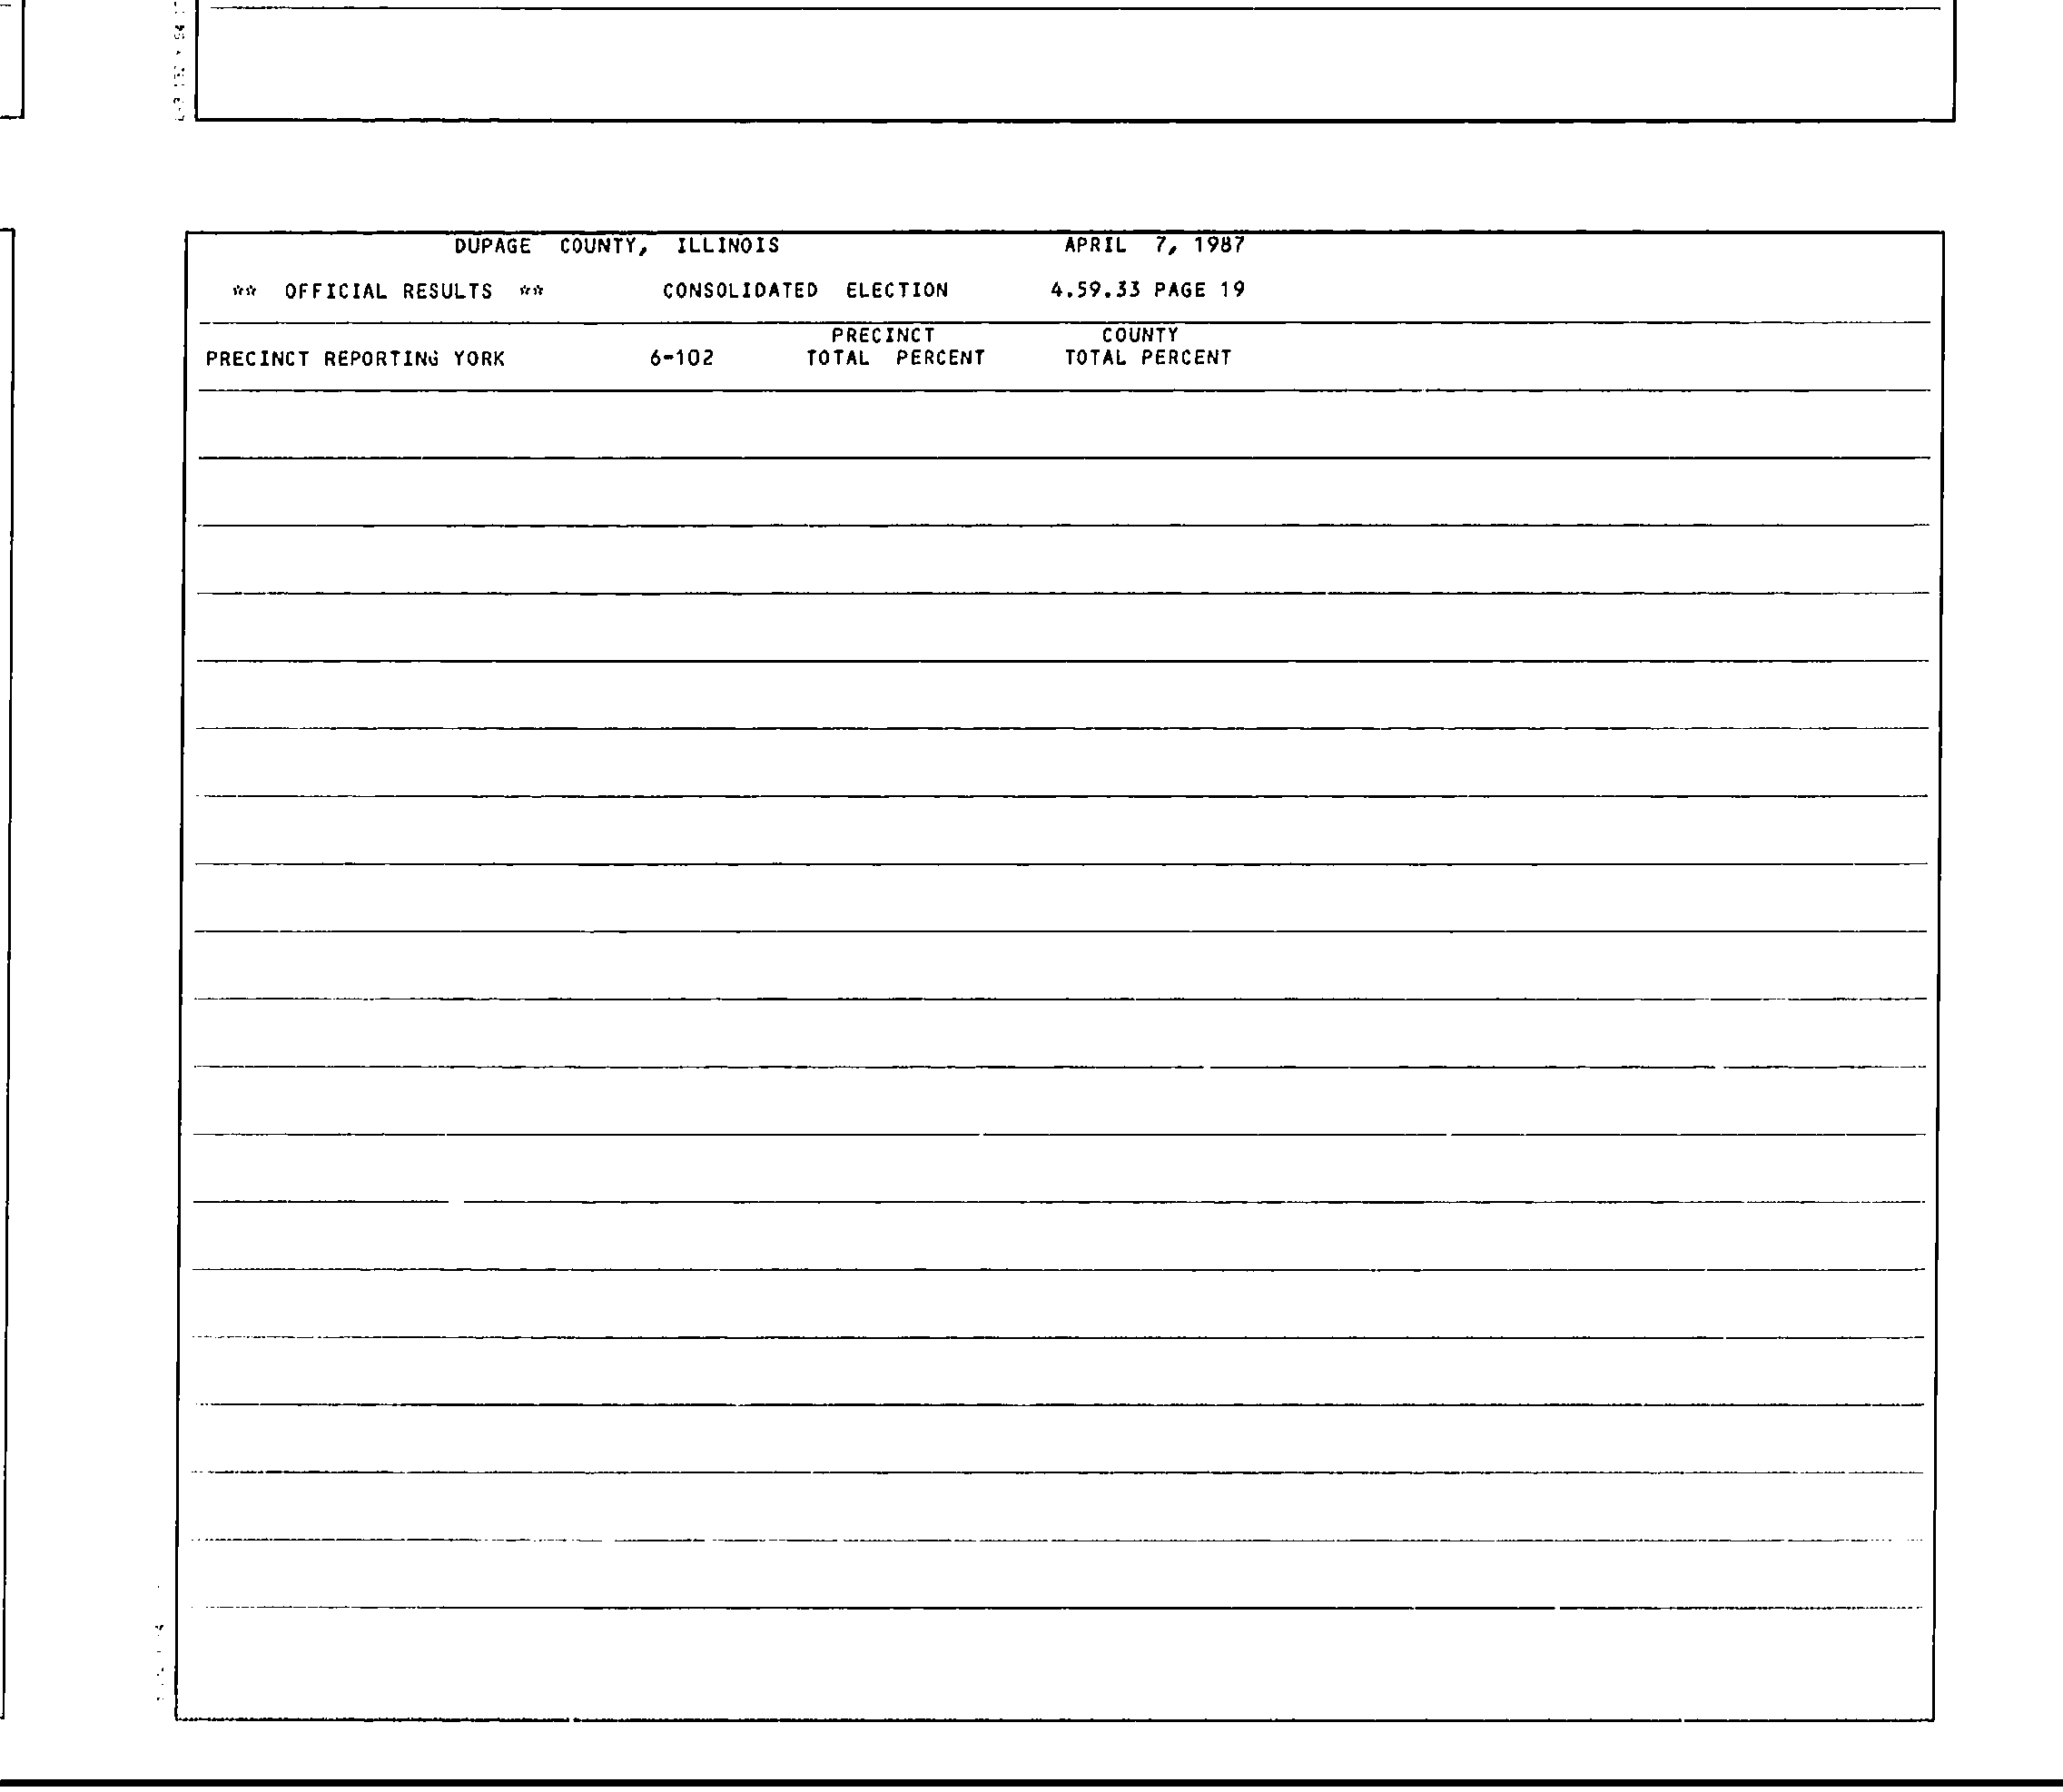 DUPAGE COUNTY, ILLINOIS APRIL 7, 1987
** OFFICIAL RESULTS ** CONSOLIDATED ELECTION 4.59.33 PAGE 19
PRECINCT COUNTY
PRECINCT REPORTING YORK 6-102 TOTAL PERCENT TOTAL PERCENT